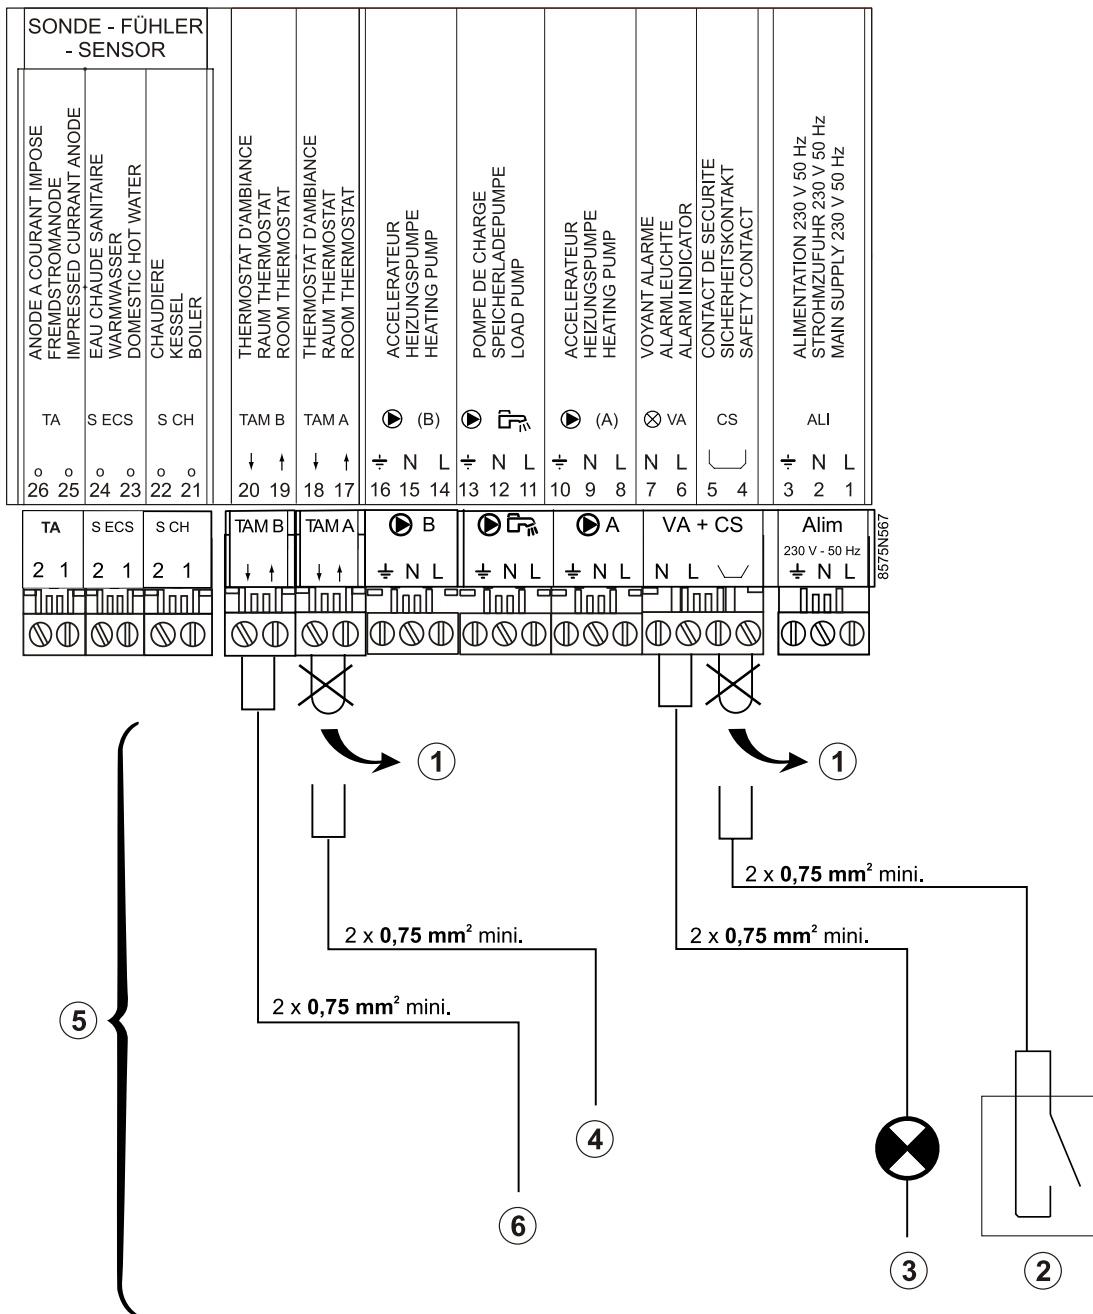 SONDE - FÜHLER
- SENSOR
ANODE A COURANT IMPOSE
FREMDSTROMANODE
IMPRESSED CURRANT ANODE
EAU CHAUDE SANITAIRE
WARMWASSER
DOMESTIC HOT WATER
CHAUDIERE
KESSEL
BOILER
THERMOSTAT D'AMBIANCE
RAUM THERMOSTAT
ROOM THERMOSTAT
THERMOSTAT D'AMBIANCE
RAUM THERMOSTAT
ROOM THERMOSTAT
ACCELERATEUR
HEIZUNGSPUMPE
HEATING PUMP
POMPE DE CHARGE
SPEICHERLADEPUMPE
LOAD PUMP
ACCELERATEUR
HEIZUNGSPUMPE
HEATING PUMP
VOYANT ALARME
ALARMLEUCHTE
ALARM INDICATOR
CONTACT DE SECURITE
SICHERHEITSKONTAKT
SAFETY CONTACT
ALIMENTATION 230 V 50 Hz
STROHMZUFUHR 230 V 50 Hz
MAIN SUPPLY 230 V 50 Hz
TA S ECS S CH TAM B TAM A (B) (A) VA CS ALI
N L N L N L N L N L
26 25 24 23 22 21 20 19 18 17 16 15 14 13 12 11 10 9 8 7 6 5 4 3 2 1
TA S ECS S CH TAM B TAM A B A VA + CS Alim
230 V - 50 Hz
2 1 2 1 2 1 N L N L N L N L N L
8575N567
1
1
2 x 0,75 mm² mini.
2 x 0,75 mm² mini.
2 x 0,75 mm² mini.
2 x 0,75 mm² mini.
5
4
6
3
2